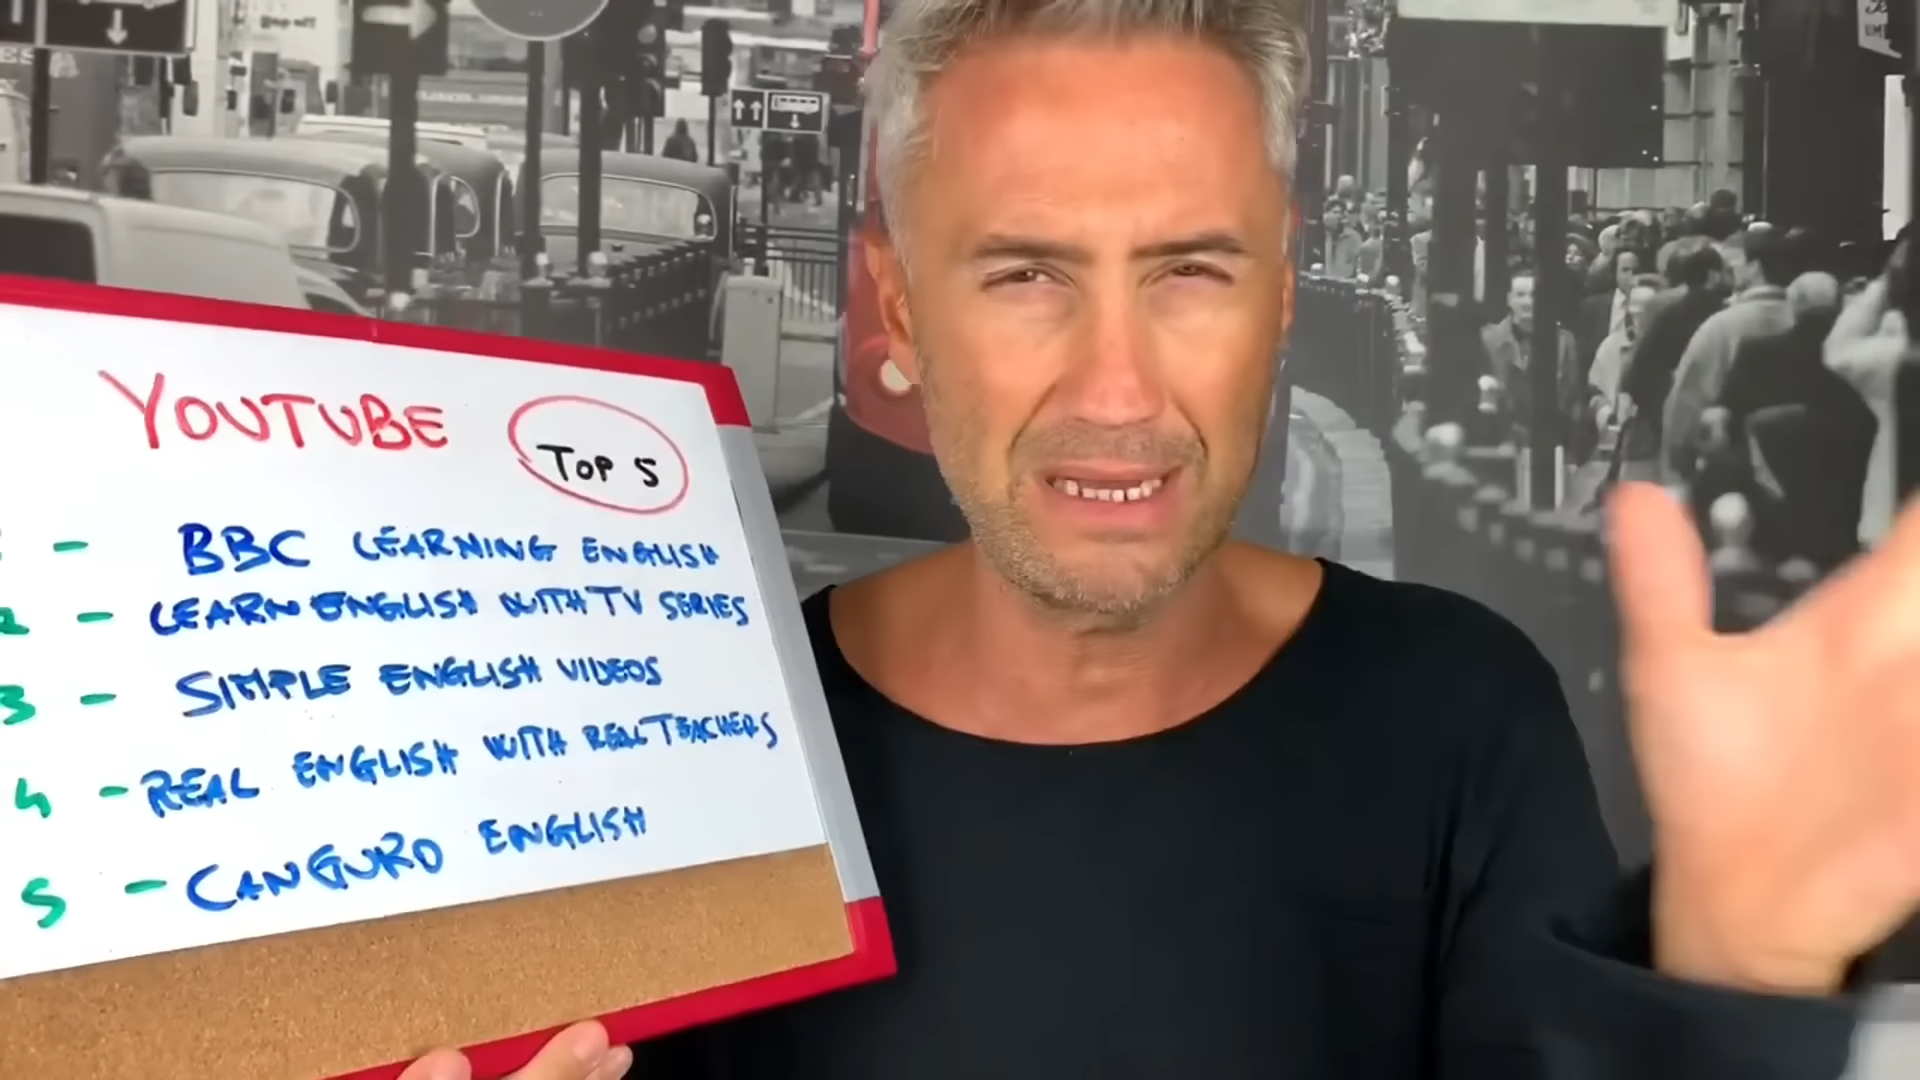 YOUTUBE
TOP 5
- BBC LEARNING ENGLISH
2 - LEARN ENGLISH WITH TV SERIES
3 - SIMPLE ENGLISH VIDEOS
4 - REAL ENGLISH WITH REAL TEACHERS
5 - CANGURO ENGLISH